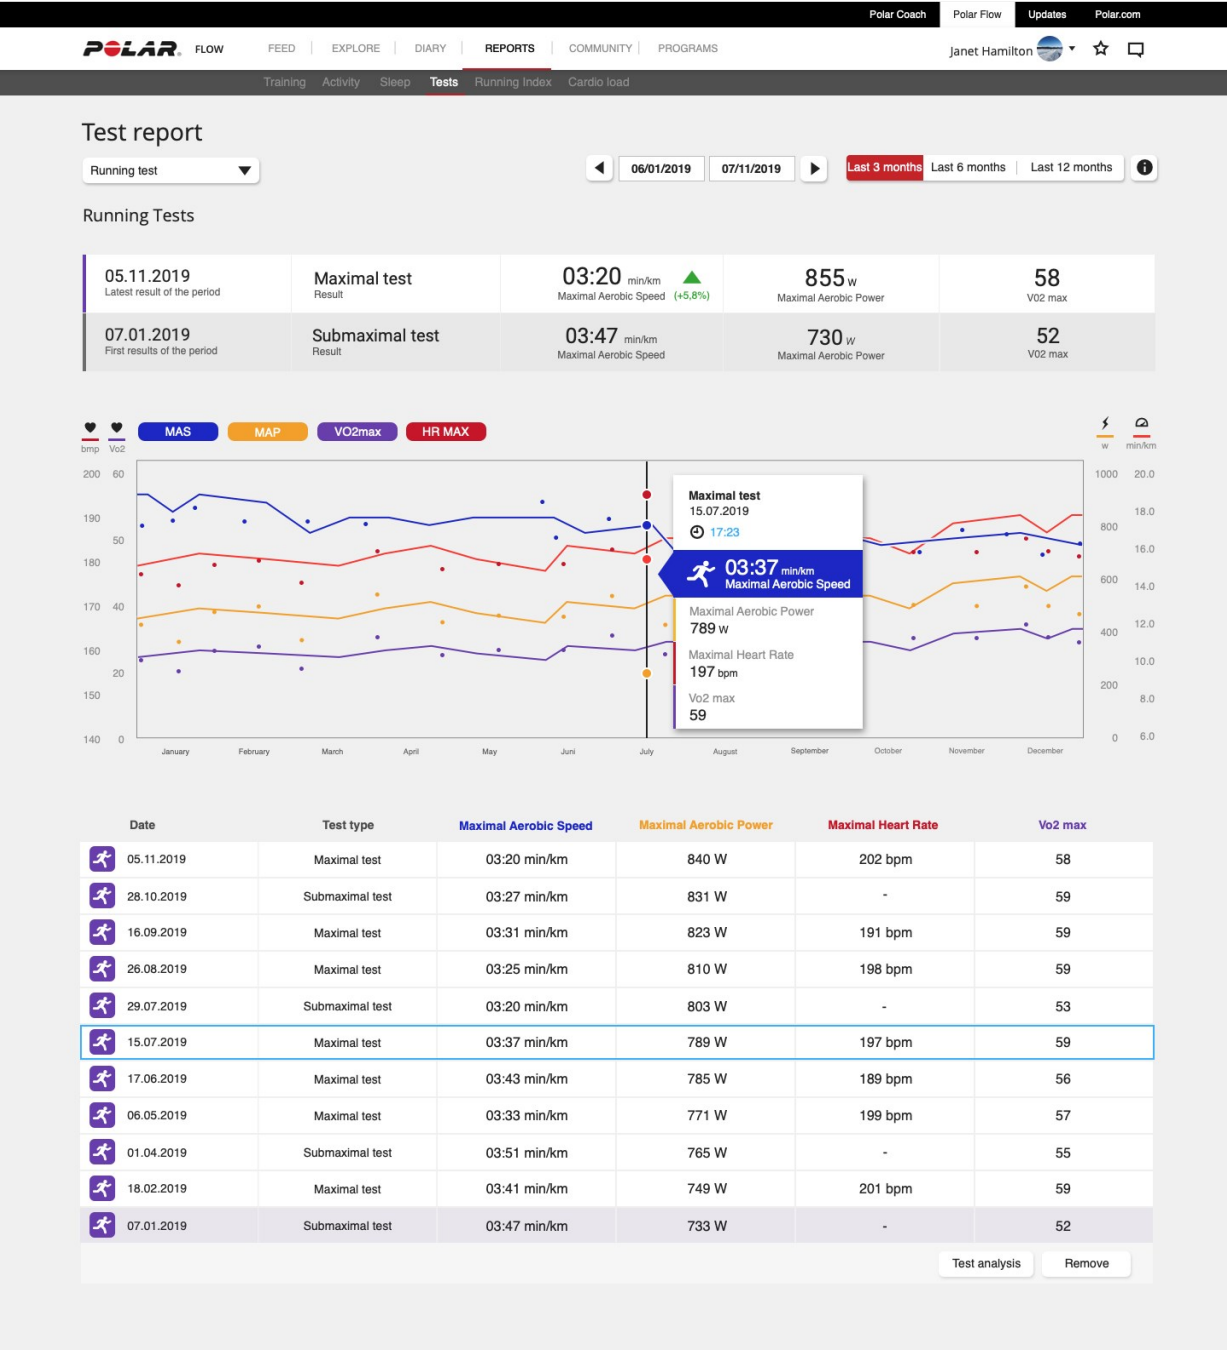 Polar Coach Polar Flow Updates Polar.com
POLAR. FLOW FEED EXPLORE DIARY REPORTS COMMUNITY PROGRAMS Janet Hamilton
Training Activity Sleep Tests Running Index Cardio load
Test report
Running test 06/01/2019 07/11/2019 Last 3 months Last 6 months Last 12 months
Running Tests
05.11.2019 Maximal test 03:20 min/km 855 w 58
Latest result of the period Result Maximal Aerobic Speed (+5,8%) Maximal Aerobic Power V02 max
07.01.2019 Submaximal test 03:47 min/km 730 w 52
First results of the period Result Maximal Aerobic Speed Maximal Aerobic Power V02 max
MAS MAP VO2max HR MAX
bmp Vo2 w min/km
200 60 1000 20.0
190 800 18.0
50
180 16.0
600 14.0
170 40
400 12.0
160 10.0
20
150 200 8.0
140 0 0 6.0
Maximal test
15.07.2019
17:23
03:37 min/km
Maximal Aerobic Speed
Maximal Aerobic Power
789 w
Maximal Heart Rate
197 bpm
Vo2 max
59
January February March April May Juni July August September October November December
Date Test type Maximal Aerobic Speed Maximal Aerobic Power Maximal Heart Rate Vo2 max
05.11.2019 Maximal test 03:20 min/km 840 W 202 bpm 58
28.10.2019 Submaximal test 03:27 min/km 831 W - 59
16.09.2019 Maximal test 03:31 min/km 823 W 191 bpm 59
26.08.2019 Maximal test 03:25 min/km 810 W 198 bpm 59
29.07.2019 Submaximal test 03:20 min/km 803 W - 53
15.07.2019 Maximal test 03:37 min/km 789 W 197 bpm 59
17.06.2019 Maximal test 03:43 min/km 785 W 189 bpm 56
06.05.2019 Maximal test 03:33 min/km 771 W 199 bpm 57
01.04.2019 Submaximal test 03:51 min/km 765 W - 55
18.02.2019 Maximal test 03:41 min/km 749 W 201 bpm 59
07.01.2019 Submaximal test 03:47 min/km 733 W - 52
Test analysis Remove